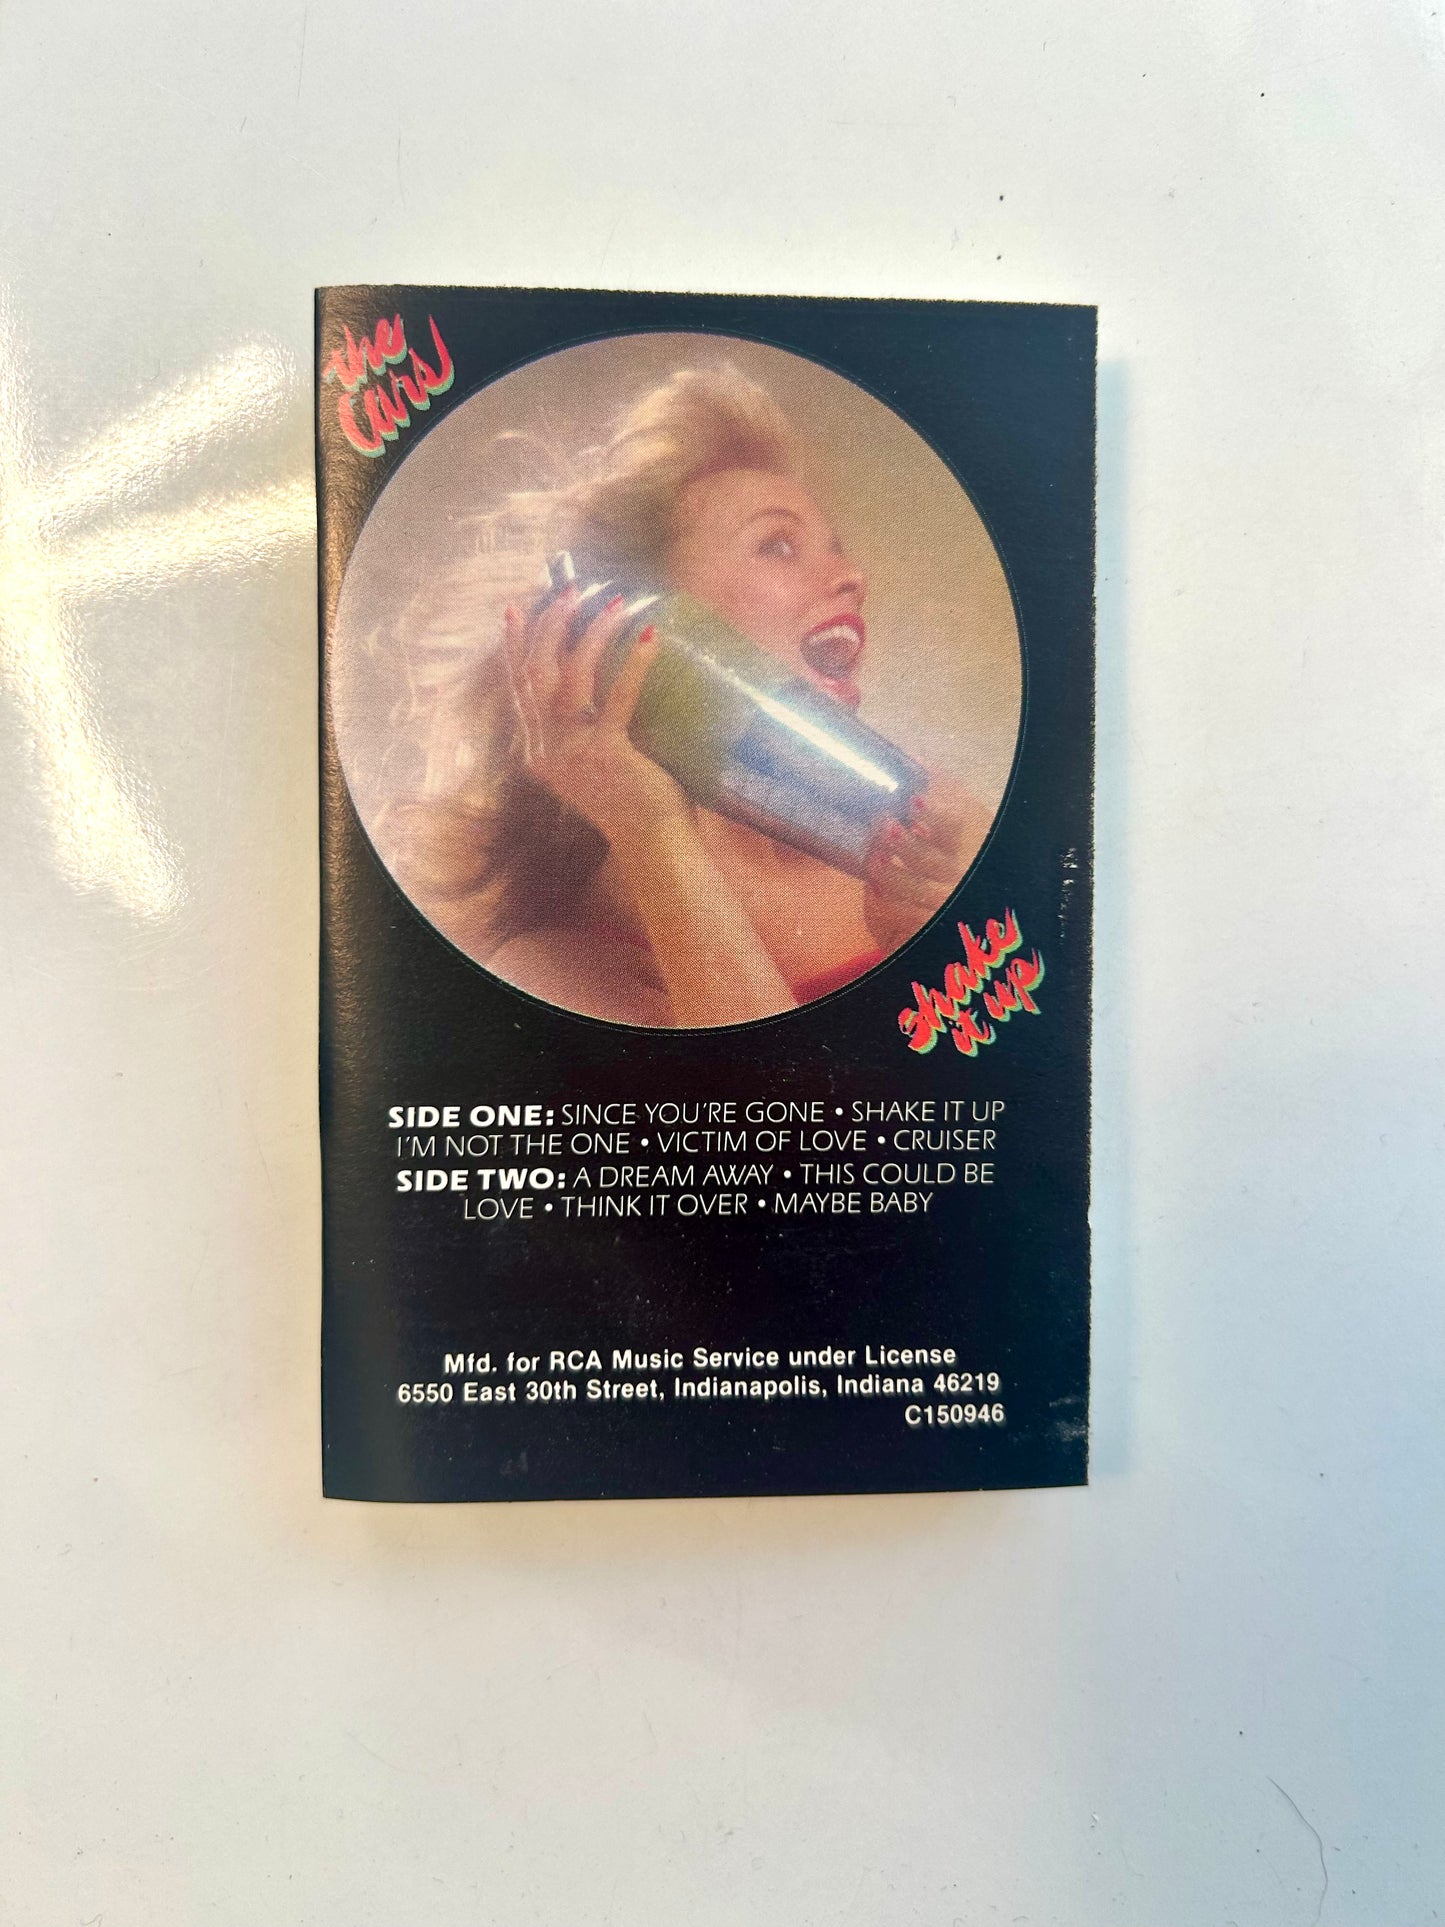 the
cars
shake
it up
SIDE ONE: SINCE YOU'RE GONE • SHAKE IT UP
I'M NOT THE ONE • VICTIM OF LOVE • CRUISER
SIDE TWO: A DREAM AWAY • THIS COULD BE
LOVE • THINK IT OVER • MAYBE BABY
Mfd. for RCA Music Service under License
6550 East 30th Street, Indianapolis, Indiana 46219
C150946